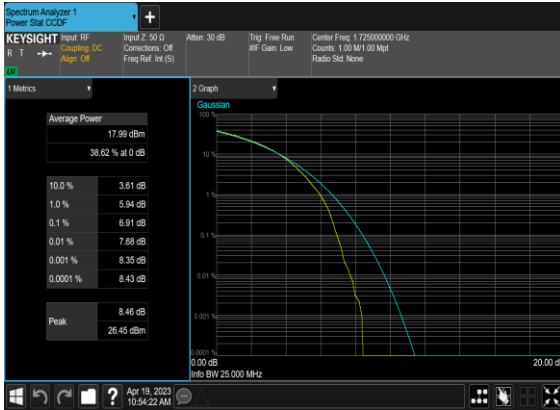 Spectrum Analyzer 1
Power Stat CCDF
+
KEYSIGHT
R T
LXI
Input: RF
Coupling: DC
Align: Off
Input Z: 50 Ω
Corrections: Off
Freq Ref: Int (S)
Atten: 30 dB
Trig: Free Run
#IF Gain: Low
Center Freq: 1.725000000 GHz
Counts: 1.00 M/1.00 Mpt
Radio Std: None
1 Metrics
Average Power
17.99 dBm
38.62 % at 0 dB
10.0 % 3.61 dB
1.0 % 5.94 dB
0.1 % 6.91 dB
0.01 % 7.68 dB
0.001 % 8.35 dB
0.0001 % 8.43 dB
Peak
8.46 dB
26.45 dBm
2 Graph
Gaussian
100 %
10 %
1 %
0.1 %
0.01 %
0.001 %
0.0001 %
0.00 dB
20.00 d
Info BW 25.000 MHz
?
Apr 19, 2023
10:54:22 AM